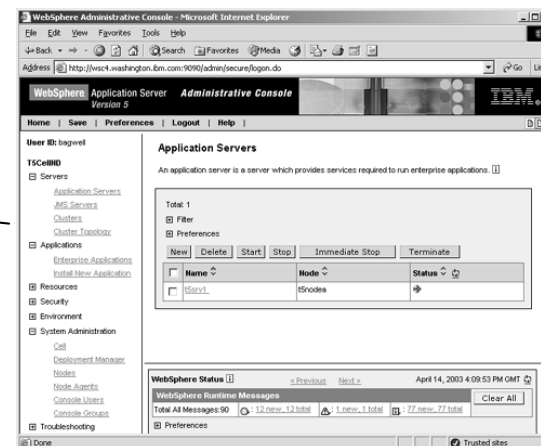 WebSphere Administrative Console - Microsoft Internet Explorer
File Edit View Favorites Tools Help
Back Search Favorites Media
Address http://wsc4.washington.ibm.com:9090/admin/secure/logon.do Go Li
WebSphere Application Server Administrative Console
Version 5
IBM.
Home | Save | Preferences | Logout | Help |
User ID: bagwell
T5CellND
Servers
Application Servers
JMS Servers
Clusters
Cluster Topology
Applications
Enterprise Applications
Install New Application
Resources
Security
Environment
System Administration
Cell
Deployment Manager
Nodes
Node Agents
Console Users
Console Groups
Troubleshooting
Application Servers
An application server is a server which provides services required to run enterprise applications. i
Total: 1
Filter
Preferences
New Delete Start Stop Immediate Stop Terminate
Name Node Status
t5srv1 t5nodea
WebSphere Status i < Previous Next > April 14, 2003 4:09:53 PM GMT
WebSphere Runtime Messages Clear All
Total All Messages:90 : 12 new, 12 total : 1 new, 1 total : 77 new, 77 total
Preferences
Done Trusted sites